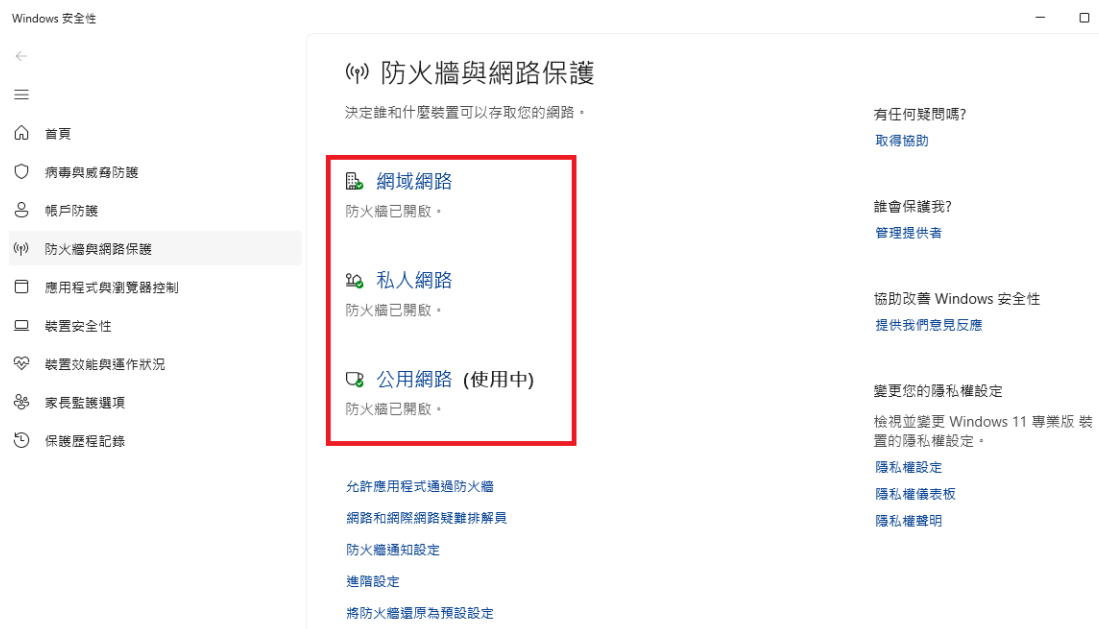 Windows 安全性
首頁
病毒與威脅防護
帳戶防護
防火牆與網路保護
應用程式與瀏覽器控制
裝置安全性
裝置效能與運作狀況
家長監護選項
保護歷程記錄
防火牆與網路保護
決定誰和什麼裝置可以存取您的網路。
網域網路
防火牆已開啟。
私人網路
防火牆已開啟。
公用網路 (使用中)
防火牆已開啟。
允許應用程式通過防火牆
網路和網際網路疑難排解員
防火牆通知設定
進階設定
將防火牆還原為預設設定
有任何疑問嗎?
取得協助
誰會保護我?
管理提供者
協助改善 Windows 安全性
提供我們意見反應
變更您的隱私權設定
檢視並變更 Windows 11 專業版 裝
置的隱私權設定。
隱私權設定
隱私權儀表板
隱私權聲明